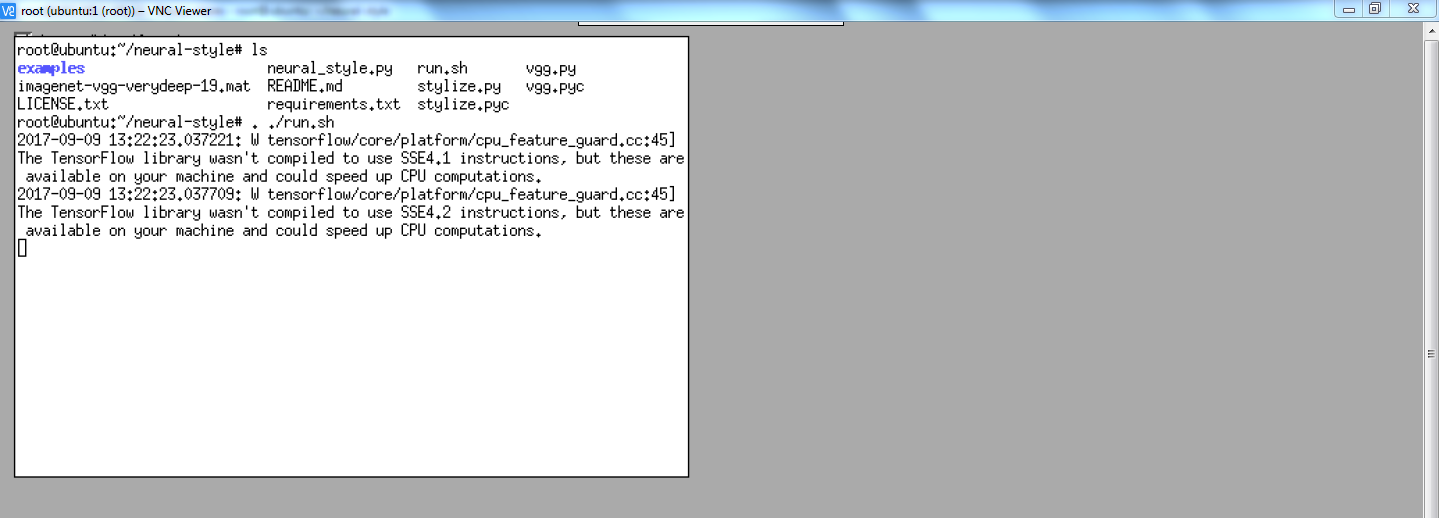 root (ubuntu:1 (root)) – VNC Viewer
root@ubuntu:~/neural-style# ls
examples neural_style.py run.sh vgg.py
imagenet-vgg-verydeep-19.mat README.md stylize.py vgg.pyc
LICENSE.txt requirements.txt stylize.pyc
root@ubuntu:~/neural-style# . ./run.sh
2017-09-09 13:22:23.037221: W tensorflow/core/platform/cpu_feature_guard.cc:45]
The TensorFlow library wasn't compiled to use SSE4.1 instructions, but these are
available on your machine and could speed up CPU computations.
2017-09-09 13:22:23.037709: W tensorflow/core/platform/cpu_feature_guard.cc:45]
The TensorFlow library wasn't compiled to use SSE4.2 instructions, but these are
available on your machine and could speed up CPU computations.